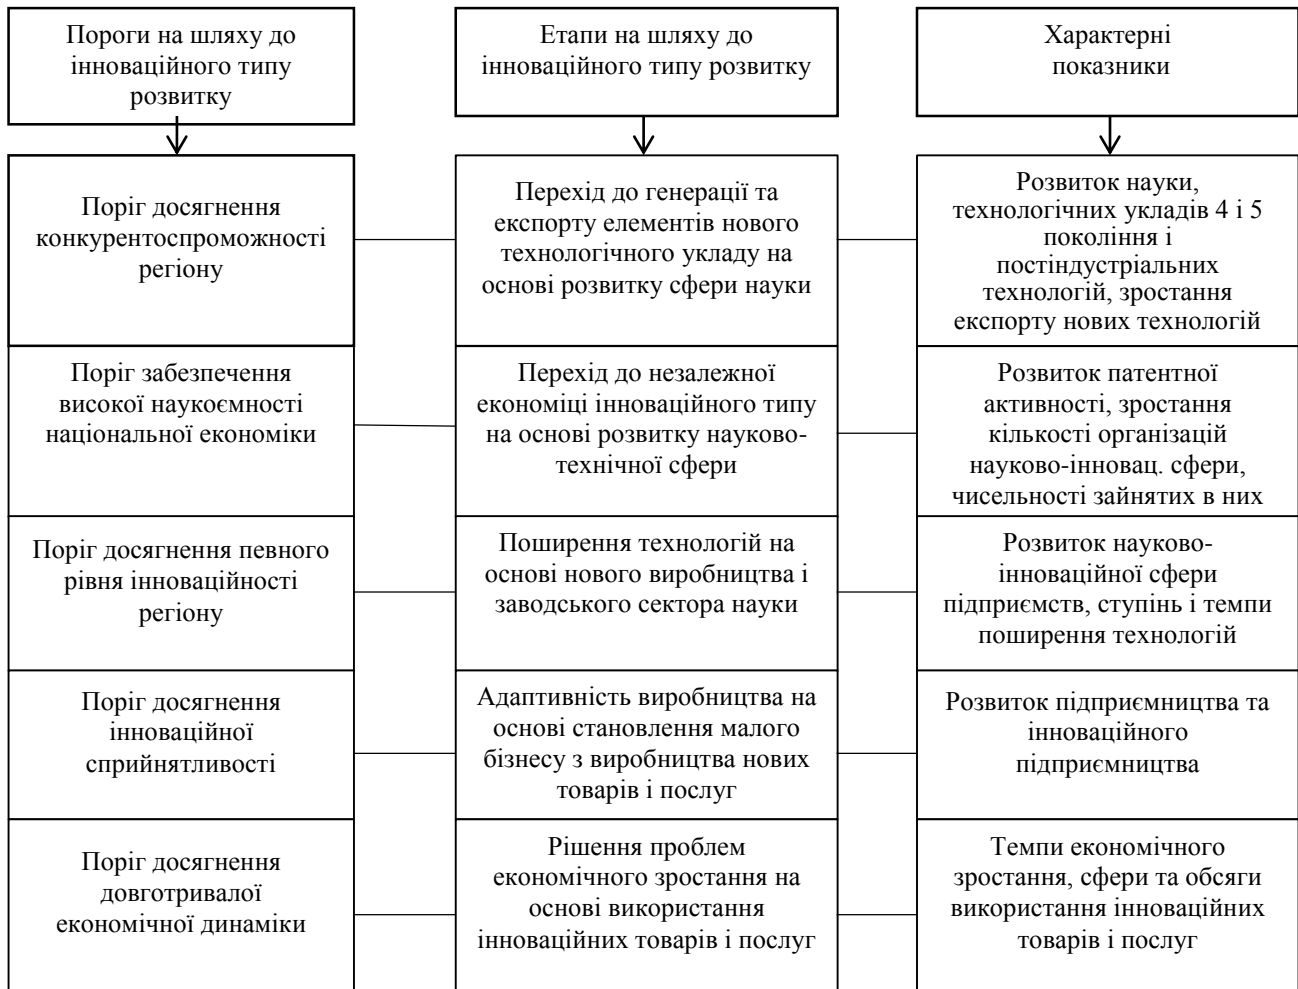 Пороги на шляху до
інноваційного типу
розвитку
Етапи на шляху до
інноваційного типу розвитку
Характерні
показники
Поріг досягнення
конкурентоспроможності
регіону
Перехід до генерації та
експорту елементів нового
технологічного укладу на
основі розвитку сфери науки
Розвиток науки,
технологічних укладів 4 і 5
покоління і
постіндустріальних
технологій, зростання
експорту нових технологій
Поріг забезпечення
високої наукоємності
національної економіки
Перехід до незалежної
економіці інноваційного типу
на основі розвитку науково-
технічної сфери
Розвиток патентної
активності, зростання
кількості організацій
науково-інновац. сфери,
чисельності зайнятих в них
Поріг досягнення певного
рівня інноваційності
регіону
Поширення технологій на
основі нового виробництва і
заводського сектора науки
Розвиток науково-
інноваційної сфери
підприємств, ступінь і темпи
поширення технологій
Поріг досягнення
інноваційної
сприйнятливості
Адаптивність виробництва на
основі становлення малого
бізнесу з виробництва нових
товарів і послуг
Розвиток підприємництва та
інноваційного
підприємництва
Поріг досягнення
довготривалої
економічної динаміки
Рішення проблем
економічного зростання на
основі використання
інноваційних товарів і послуг
Темпи економічного
зростання, сфери та обсяги
використання інноваційних
товарів і послуг